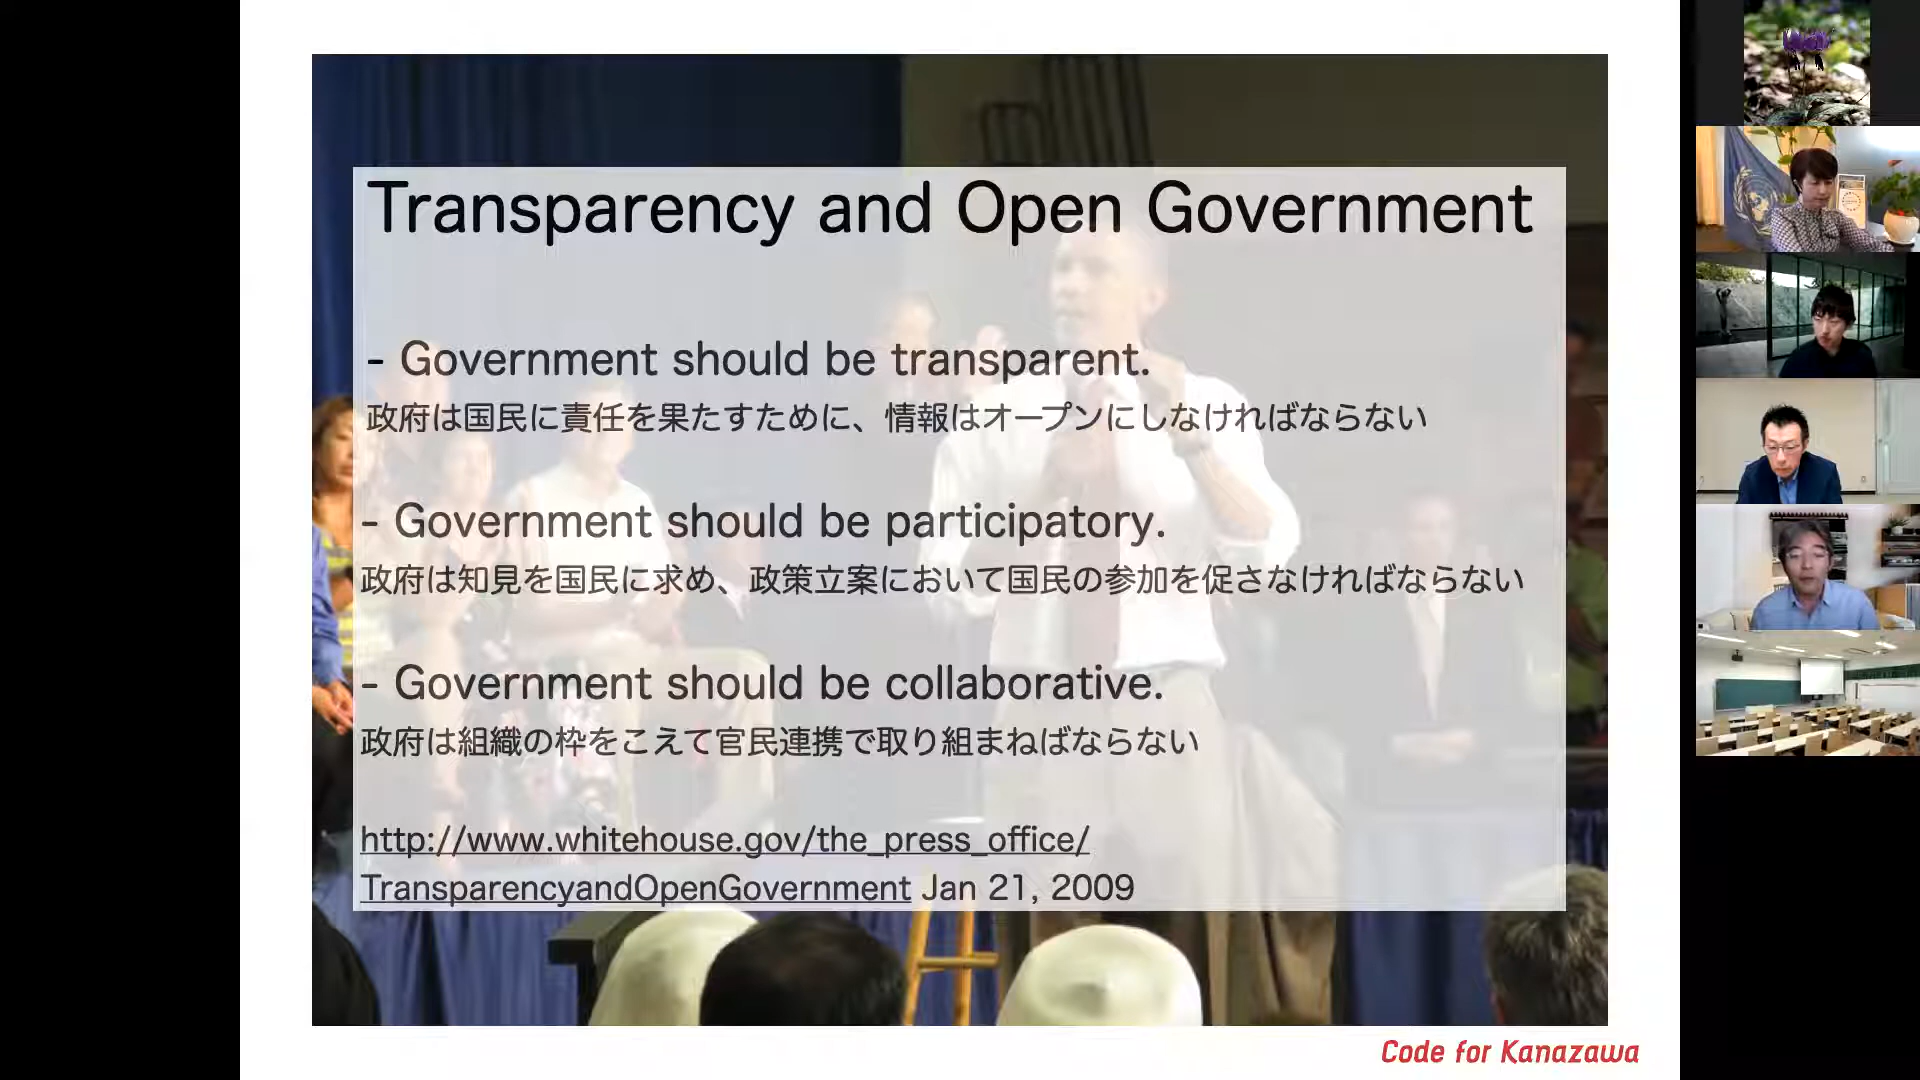 Transparency and Open Government
- Government should be transparent.
政府は国民に責任を果たすために、情報はオープンにしなければならない
- Government should be participatory.
政府は知見を国民に求め、政策立案において国民の参加を促さなければならない
- Government should be collaborative.
政府は組織の枠をこえて官民連携で取り組まねばならない
http://www.whitehouse.gov/the_press_office/
TransparencyandOpenGovernment Jan 21, 2009
Code for Kanazawa